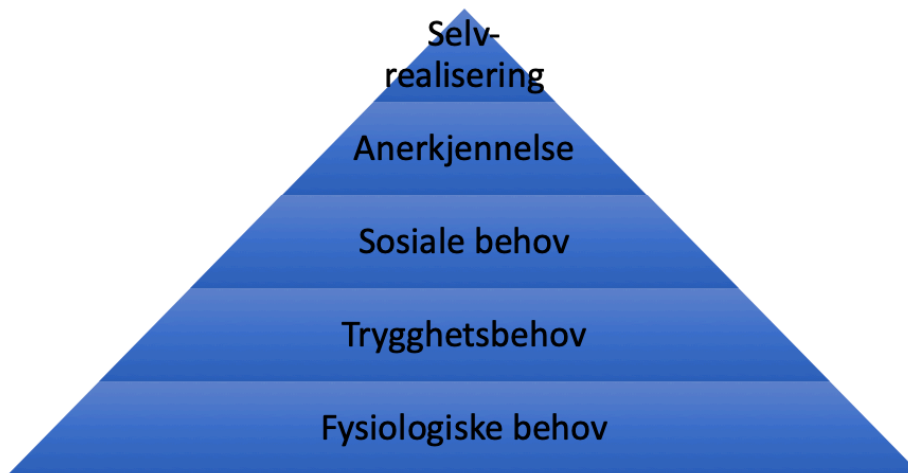 Selv-
realisering
Anerkjennelse
Sosiale behov
Trygghetsbehov
Fysiologiske behov